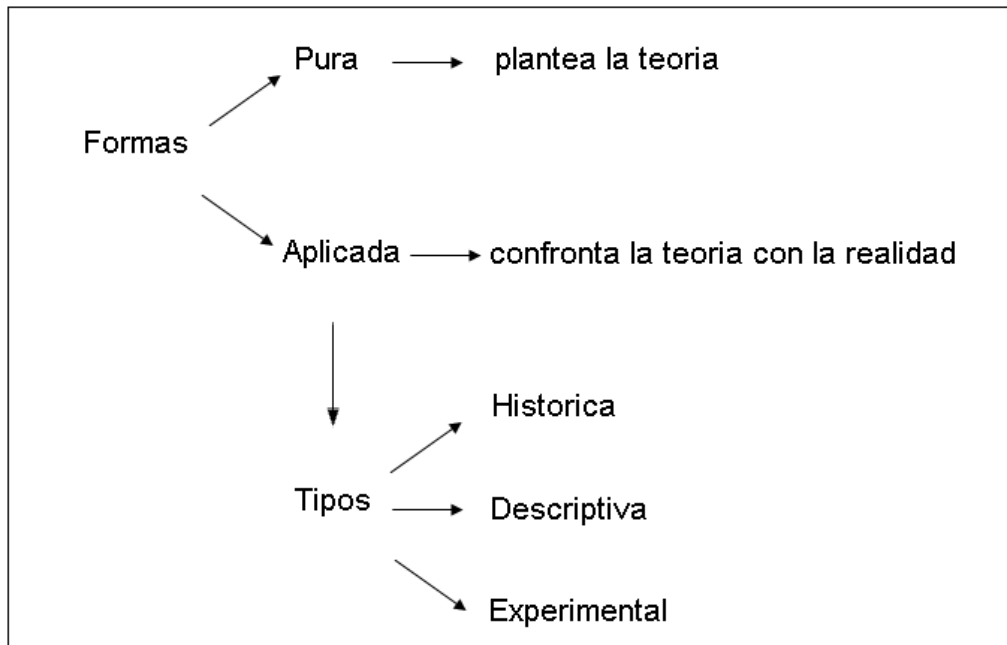 Pura
plantea la teoria
Formas
Aplicada
confronta la teoria con la realidad
Historica
Tipos
Descriptiva
Experimental